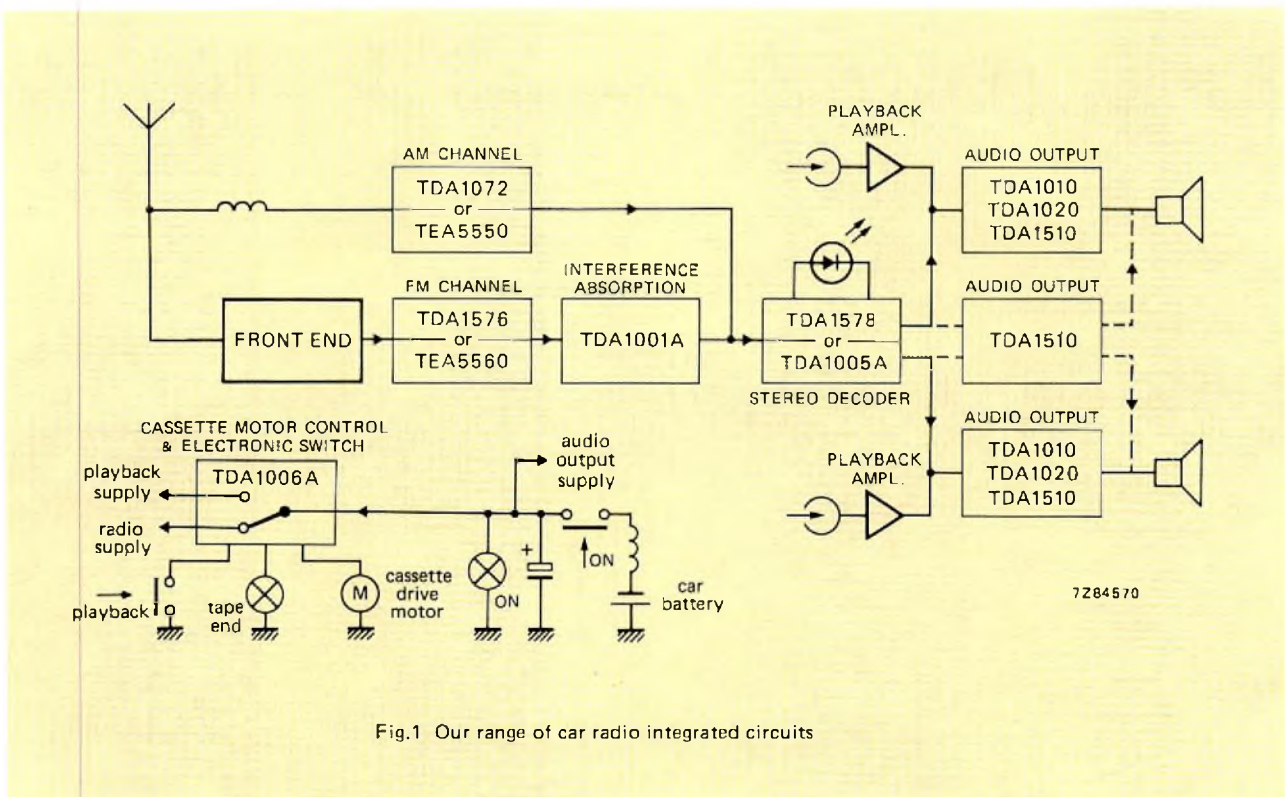 PLAYBACK
AMPL.
AM CHANNEL
TDA1072
or
TEA5550
AUDIO OUTPUT
TDA1010
TDA1020
TDA1510
FRONT END
FM CHANNEL
TDA1576
or
TEA5560
INTERFERENCE
ABSORPTION
TDA1001A
TDA1578
or
TDA1005A
STEREO DECODER
AUDIO OUTPUT
TDA1510
CASSETTE MOTOR CONTROL
& ELECTRONIC SWITCH
TDA1006A
playback
supply
radio
supply
playback
tape
end
M
cassette
drive
motor
ON
audio
output
supply
+
ON
car
battery
PLAYBACK
AMPL.
AUDIO OUTPUT
TDA1010
TDA1020
TDA1510
7Z84570
Fig.1 Our range of car radio integrated circuits